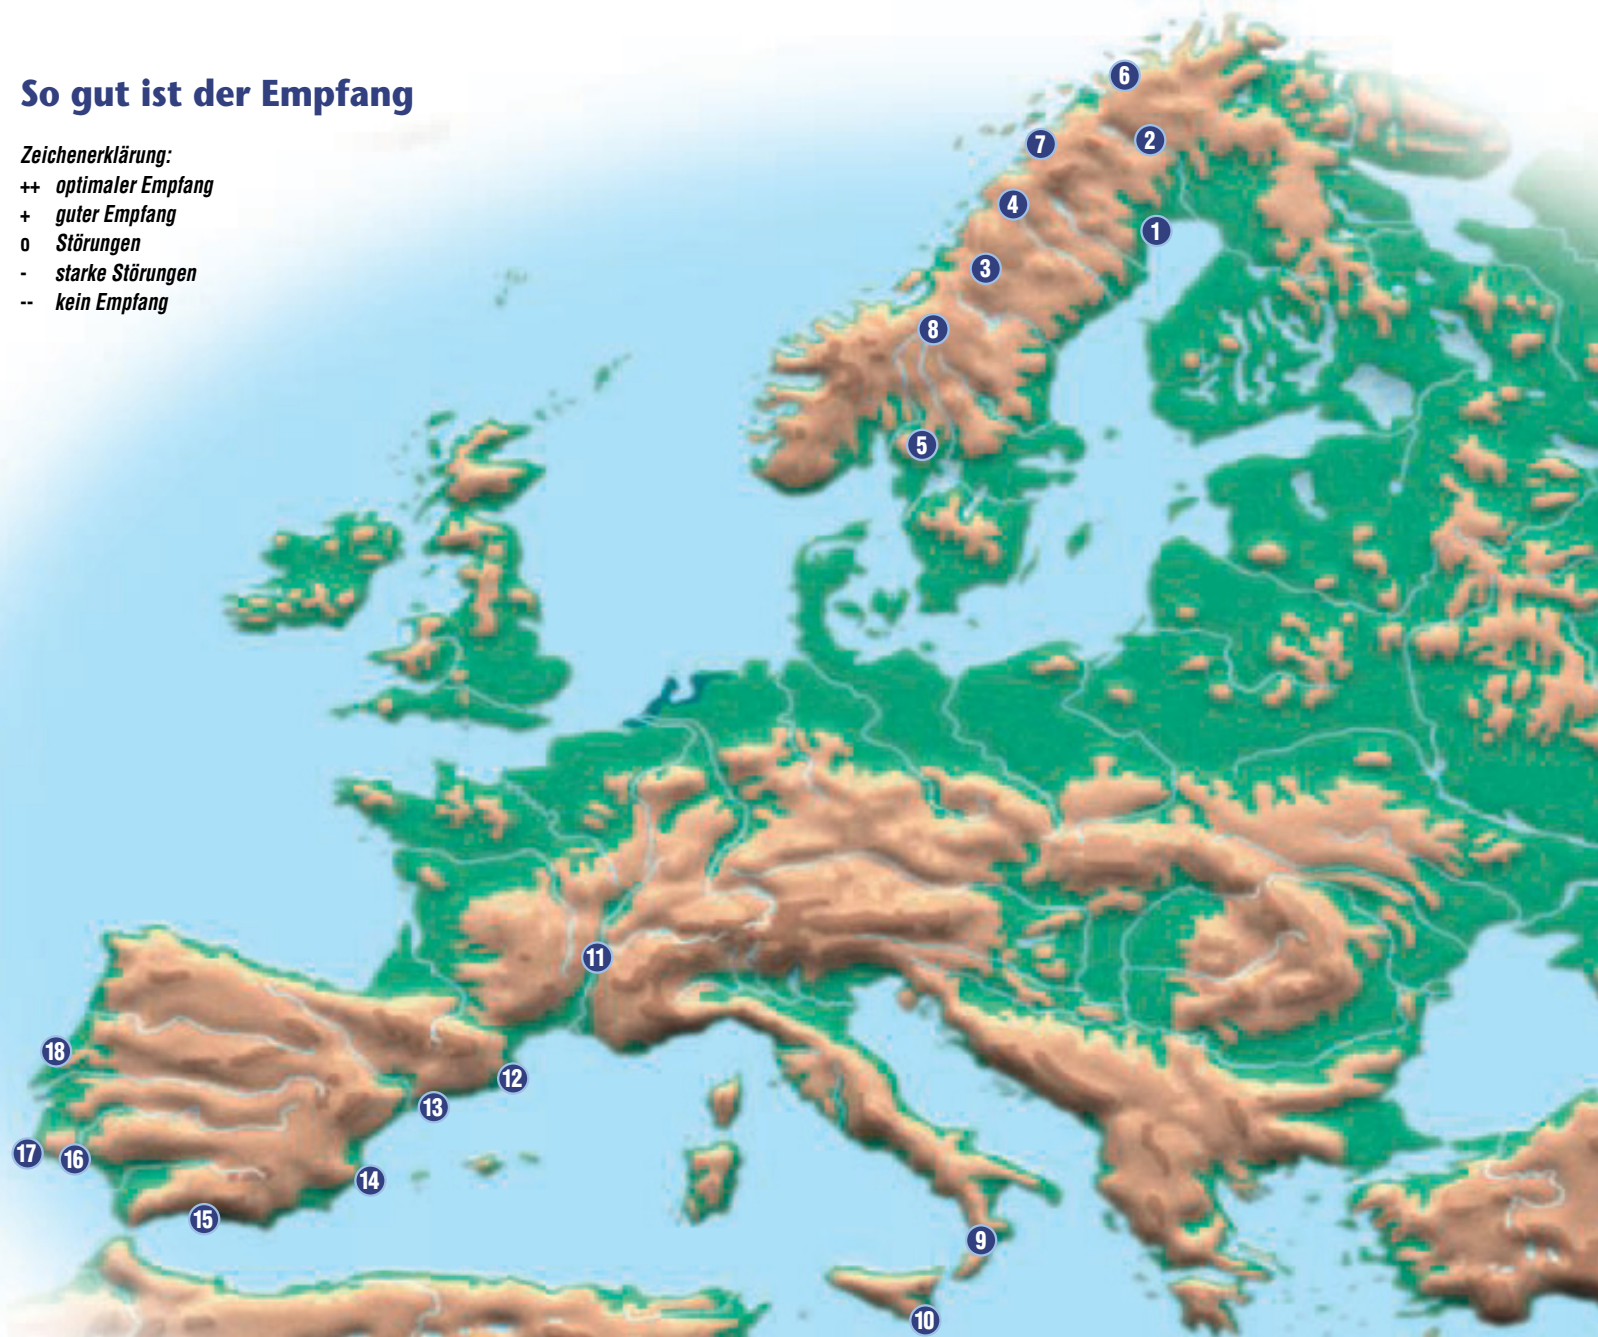 So gut ist der Empfang
Zeichenerklärung:
++ optimaler Empfang
+ guter Empfang
o Störungen
- starke Störungen
-- kein Empfang
6
7
2
4
1
3
8
5
11
18
12
13
17
16
14
15
9
10